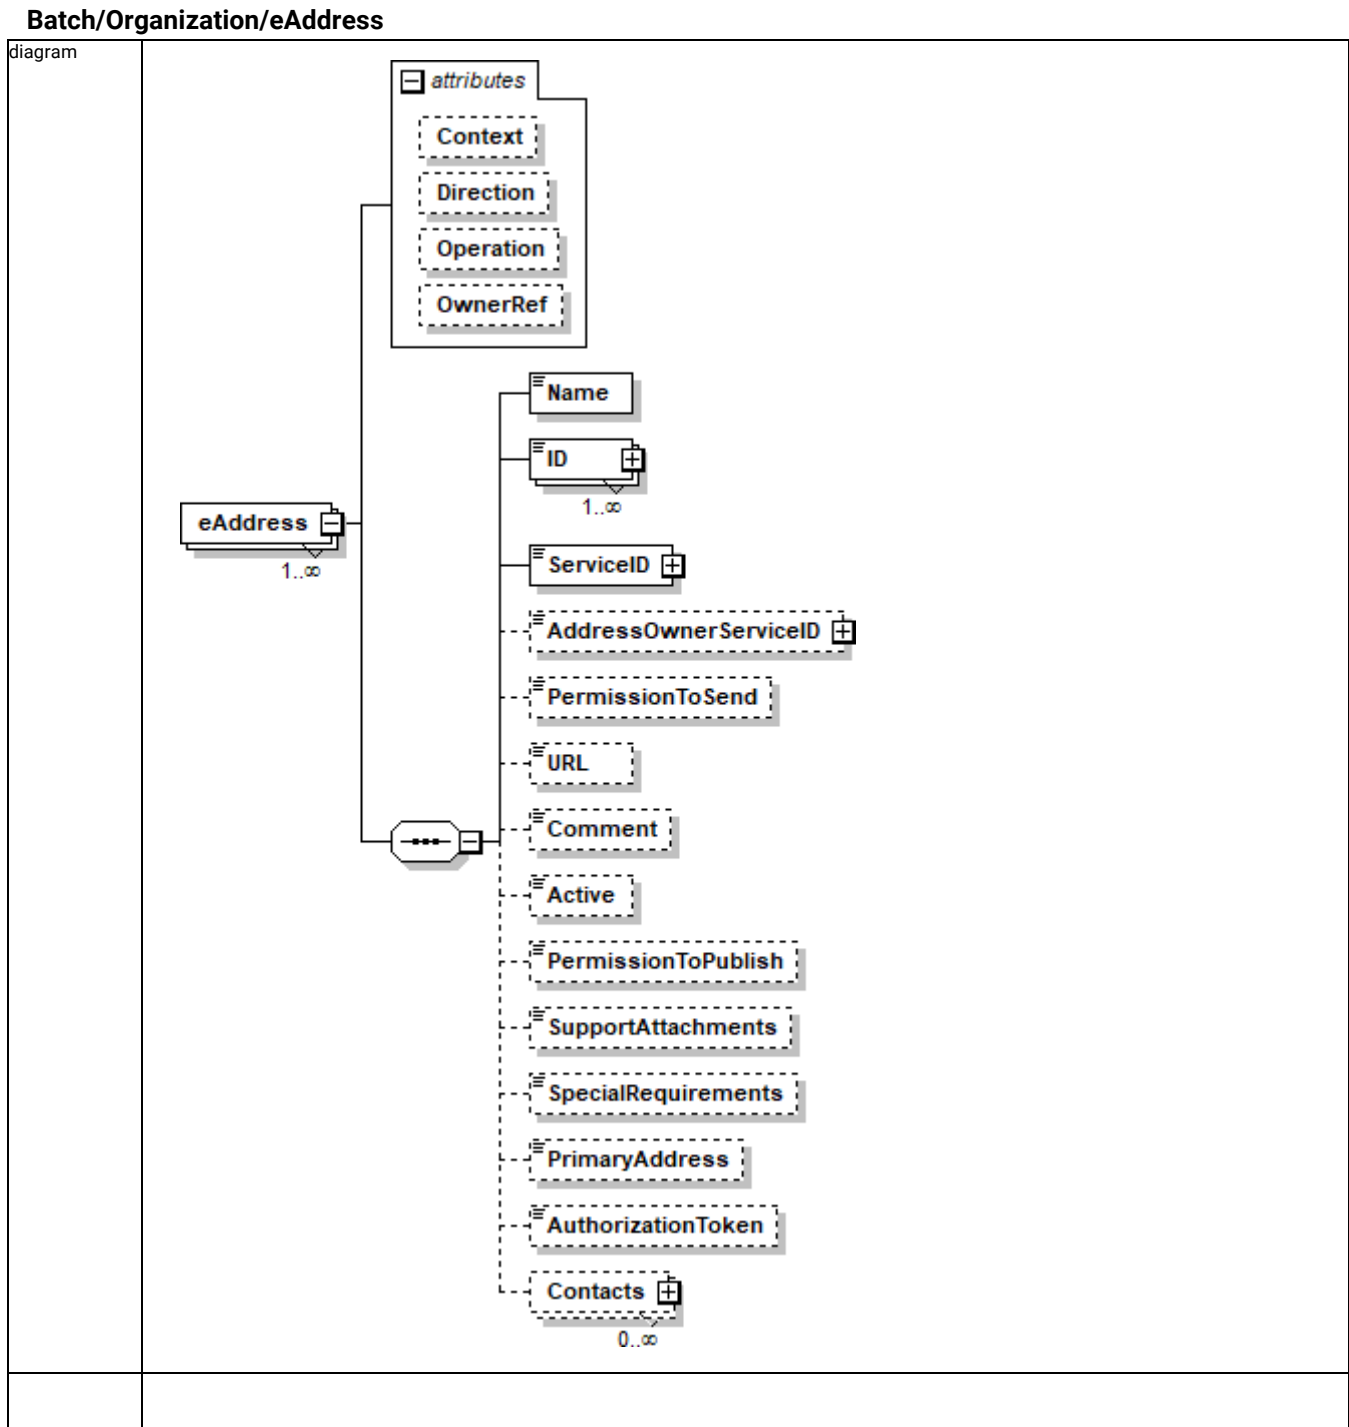 Batch/Organization/eAddress
diagram
attributes
Context
Direction
Operation
OwnerRef
Name
ID
1..∞
eAddress
1..∞
ServiceID
AddressOwnerServiceID
PermissionToSend
URL
Comment
Active
PermissionToPublish
SupportAttachments
SpecialRequirements
PrimaryAddress
AuthorizationToken
Contacts
0..∞